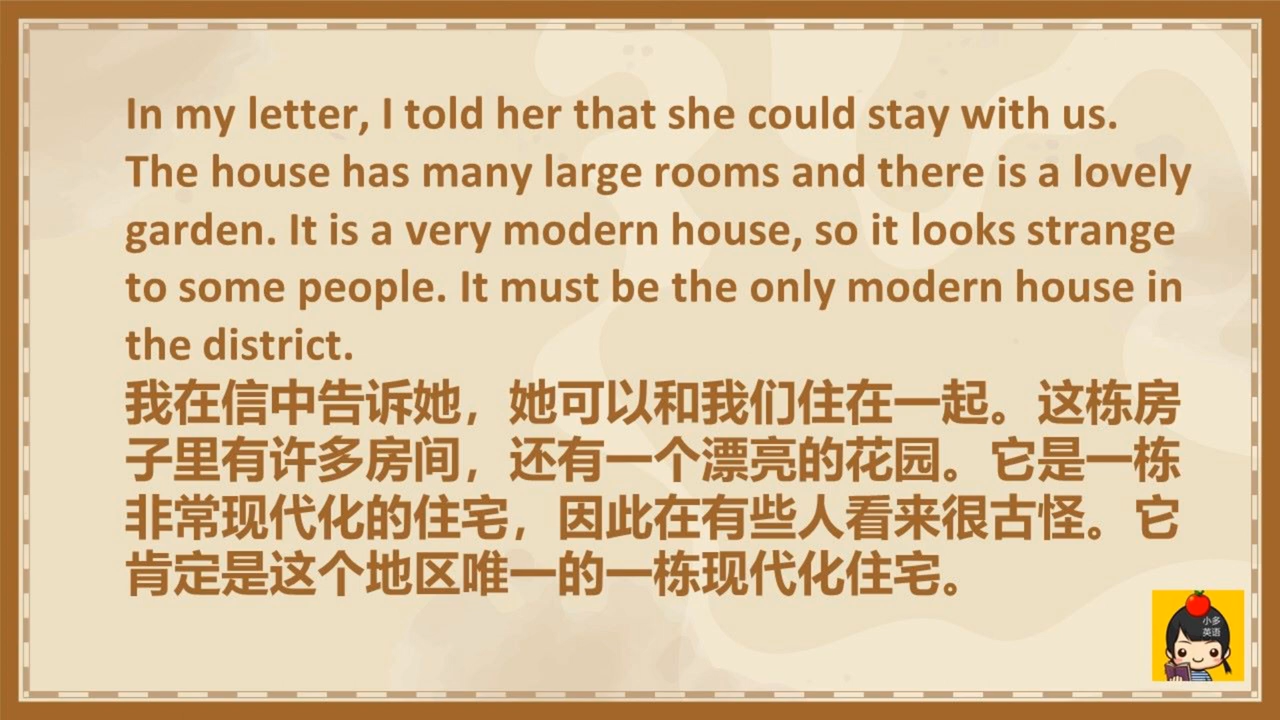 In my letter, I told her that she could stay with us.
The house has many large rooms and there is a lovely
garden. It is a very modern house, so it looks strange
to some people. It must be the only modern house in
the district.
我在信中告诉她，她可以和我们住在一起。这栋房
子里有许多房间，还有一个漂亮的花园。它是一栋
非常现代化的住宅，因此在有些人看来很古怪。它
肯定是这个地区唯一的一栋现代化住宅。
小多
英语